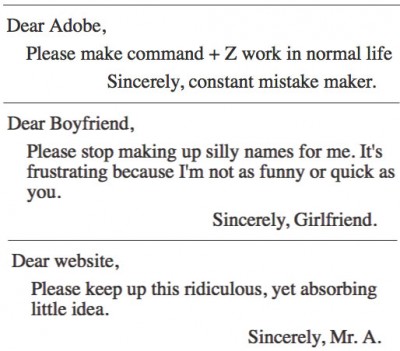 Dear Adobe,
Please make command + Z work in normal life
Sincerely, constant mistake maker.
Dear Boyfriend,
Please stop making up silly names for me. It's
frustrating because I'm not as funny or quick as
you.
Sincerely, Girlfriend.
Dear website,
Please keep up this ridiculous, yet absorbing
little idea.
Sincerely, Mr. A.